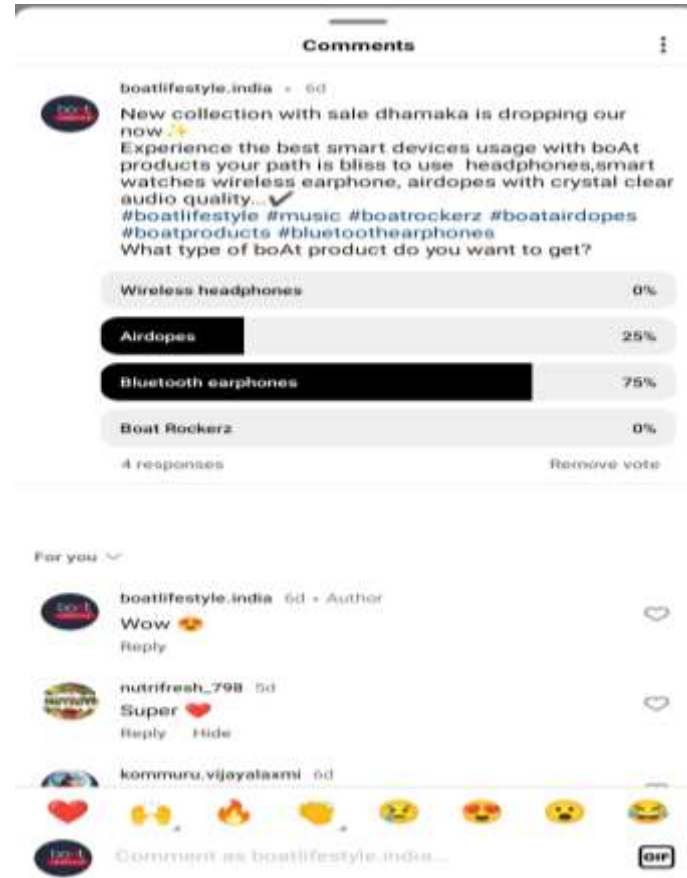 Comments
boatlifestyle.india • 6d
New collection with sale dhamaka is dropping our
now✨
Experience the best smart devices usage with boAt
products your path is bliss to use headphones,smart
watches wireless earphone, airdopes with crystal clear
audio quality...✔
#boatlifestyle #music #boatrockerz #boatairdopes
#boatproducts #bluetoothearphones
What type of boAt product do you want to get?
Wireless headphones 0%
Airdopes 25%
Bluetooth earphones 75%
Boat Rockerz 0%
4 responses Remove vote
For you
boatlifestyle.india 6d • Author
Wow 😍
Reply
nutrifresh_798 5d
Super ❤️
Reply Hide
kommuru.vijayalaxmi 6d
Comment as boatlifestyle.india...
GIF